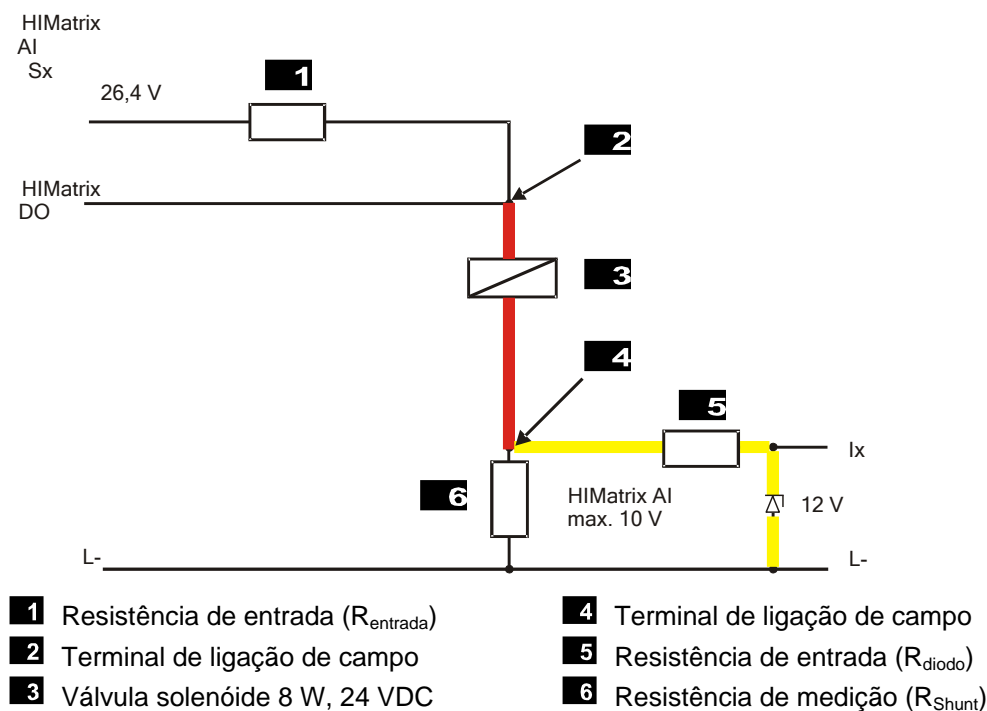 HIMatrix
AI
Sx
26,4 V
1
2
HIMatrix
DO
3
4
5
Ix
6
HIMatrix AI
max. 10 V
12 V
L-
L-
1 Resistência de entrada (Rentrada)
2 Terminal de ligação de campo
3 Válvula solenóide 8 W, 24 VDC
4 Terminal de ligação de campo
5 Resistência de entrada (Rdiodo)
6 Resistência de medição (RShunt)